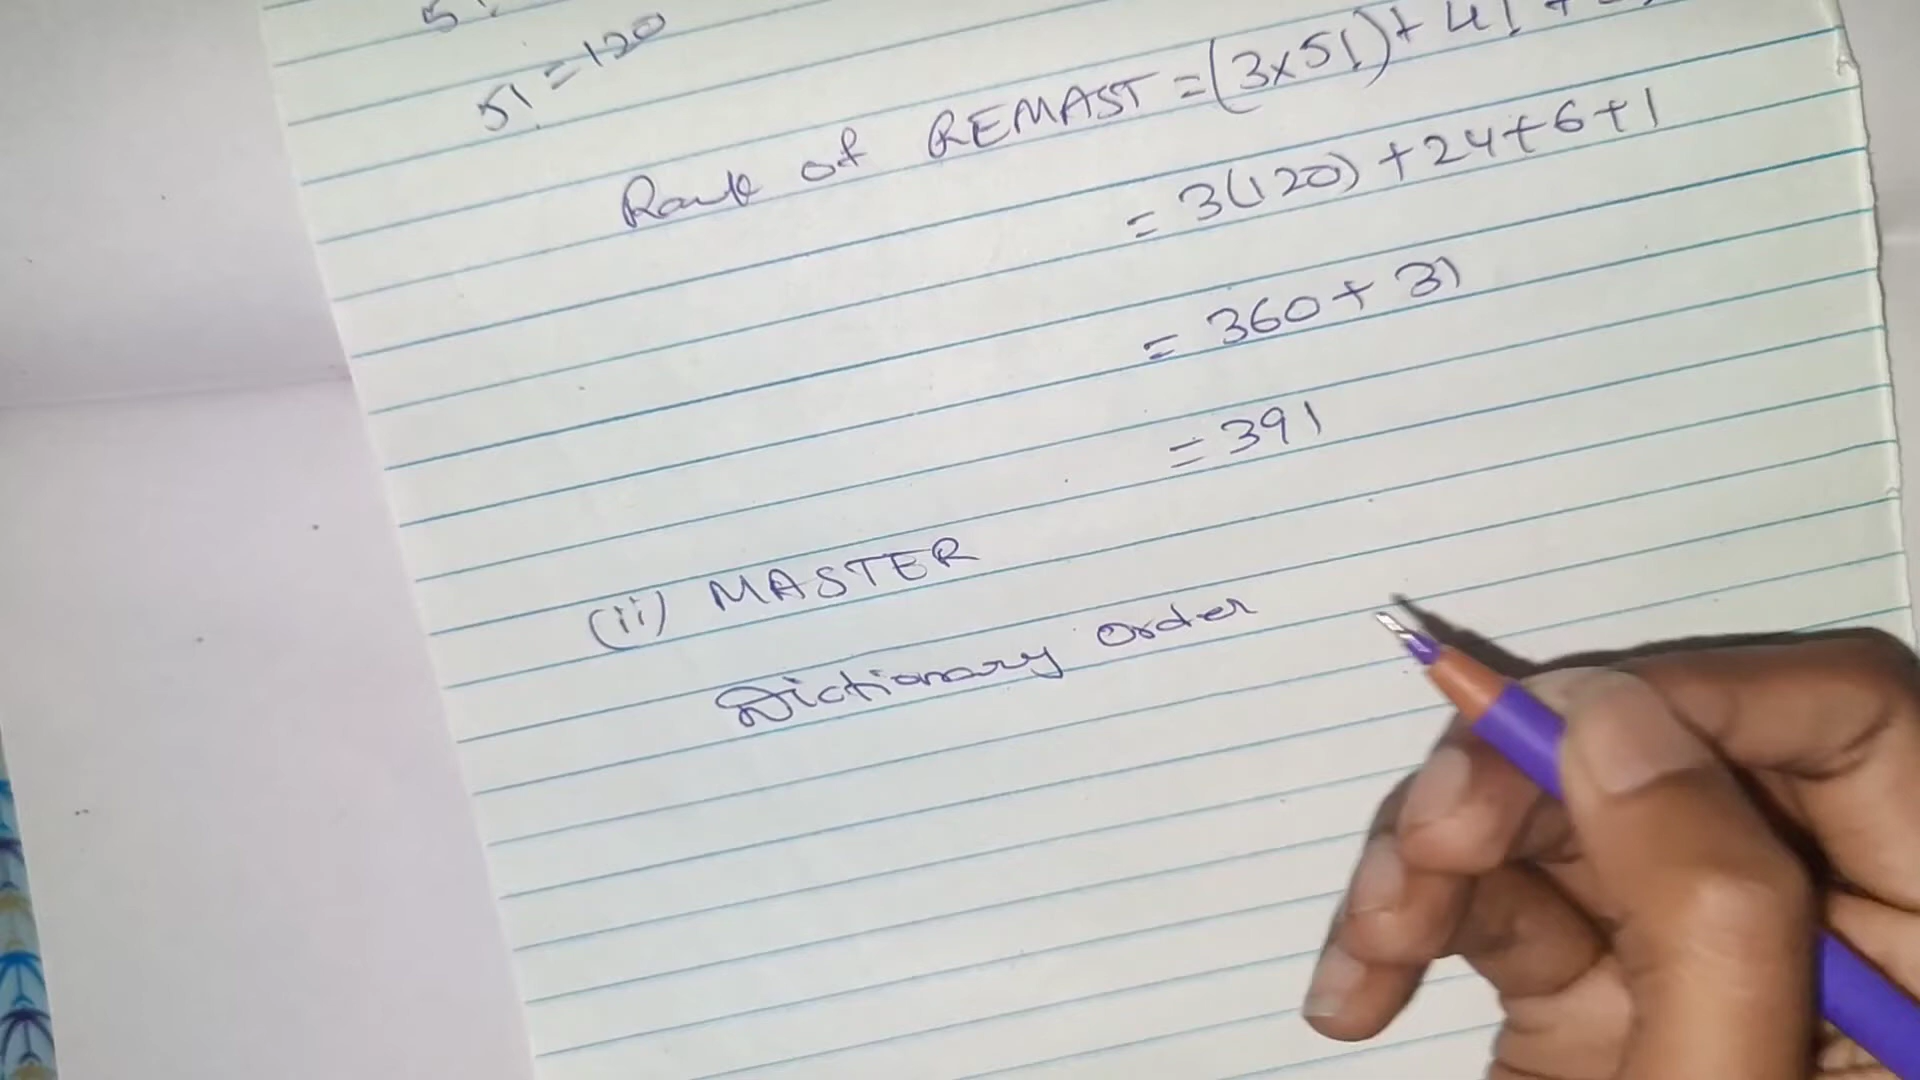 5!
5! = 120
Rank of REMAST = (3x5!) + 4! +
= 3(120) + 24 + 6 + 1
= 360 + 31
= 391
(ii) MASTER
Dictionary order